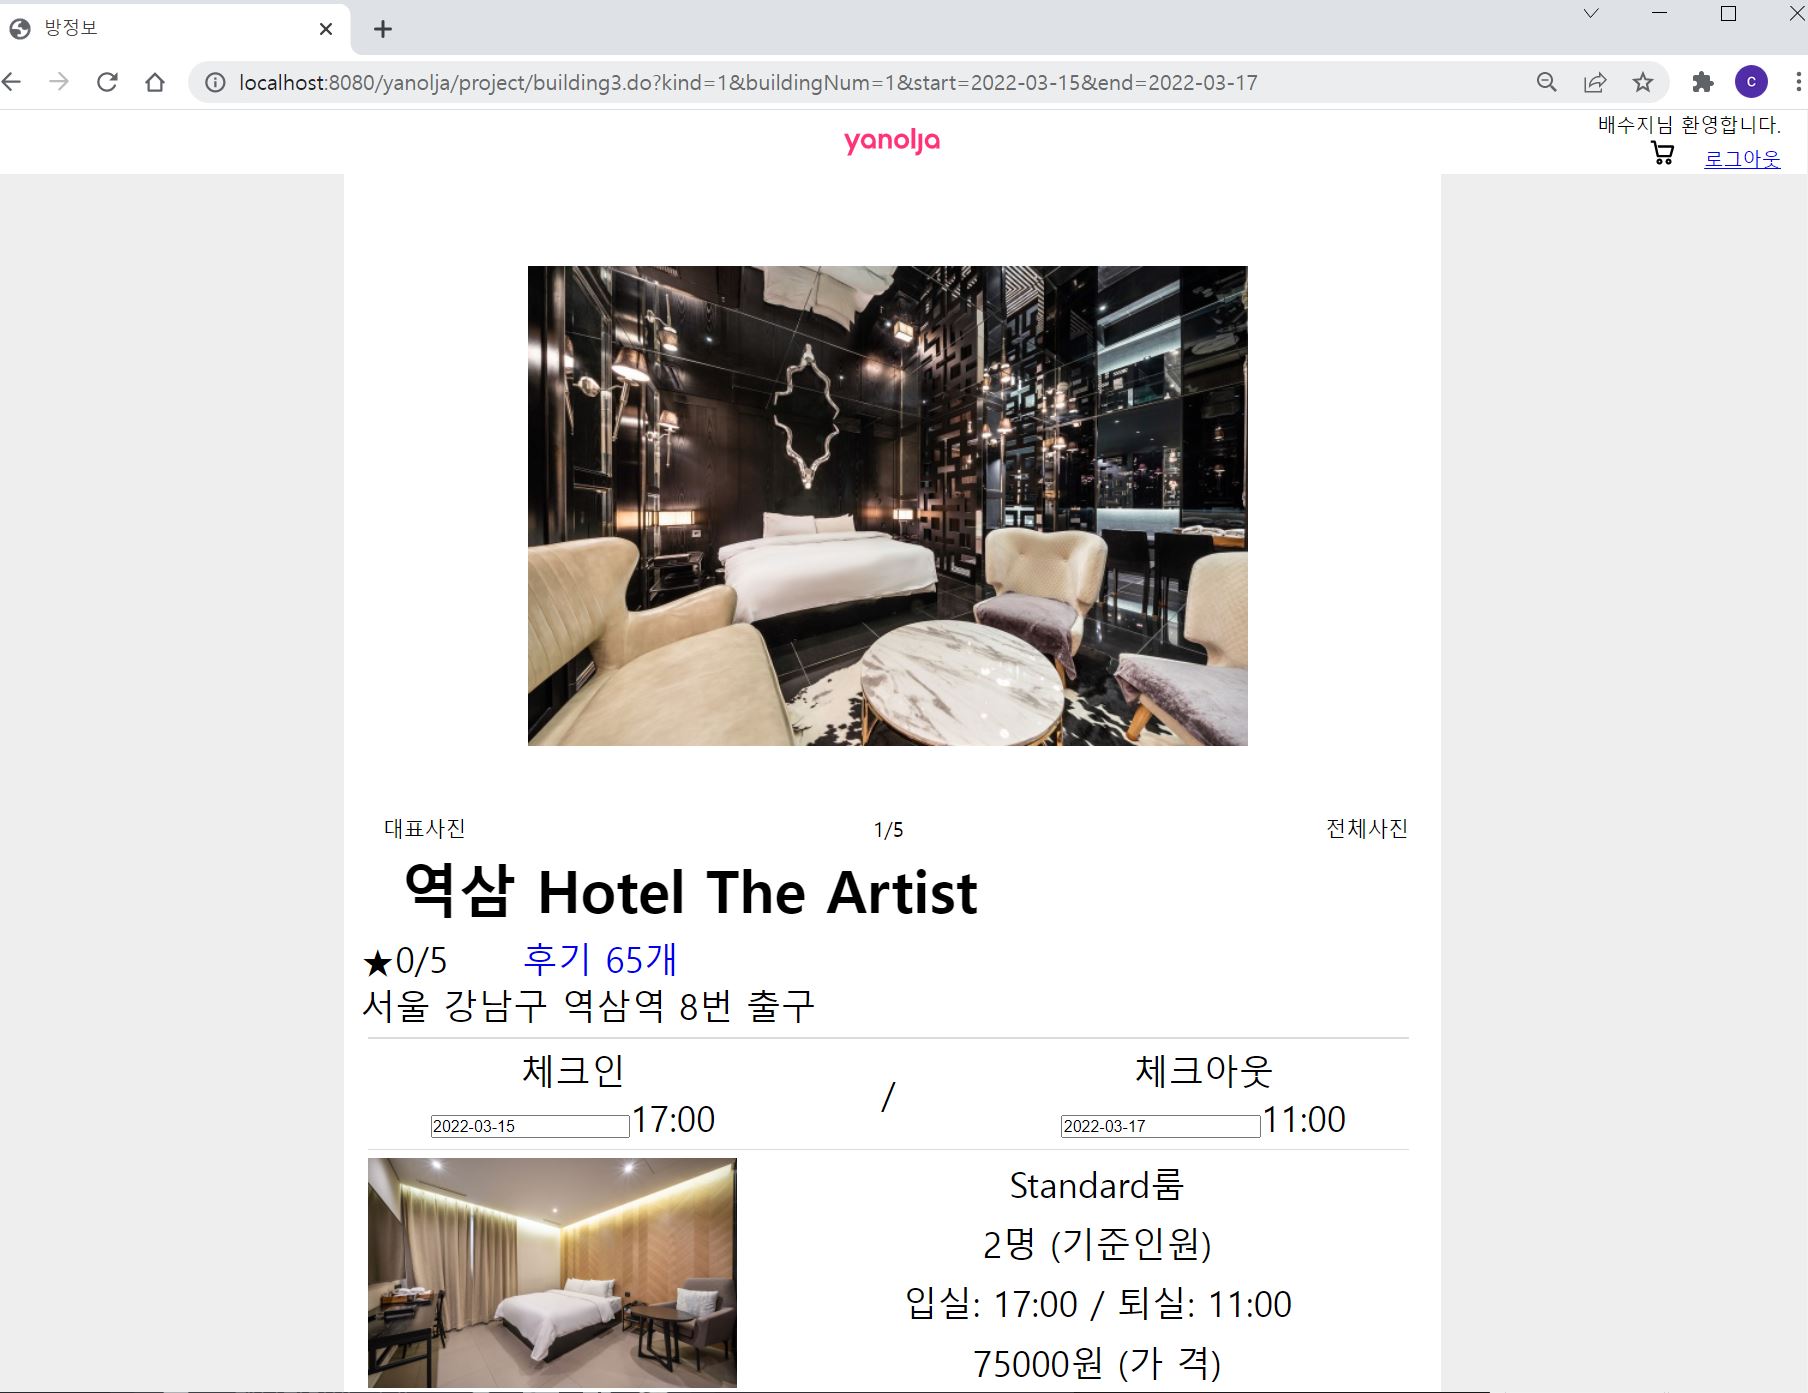 방정보
localhost:8080/yanolja/project/building3.do?kind=1&buildingNum=1&start=2022-03-15&end=2022-03-17
c
yanolja
배수지님 환영합니다.
로그아웃
대표사진 1/5 전체사진
역삼 Hotel The Artist
★0/5 후기 65개
서울 강남구 역삼역 8번 출구
체크인 / 체크아웃
2022-03-15 17:00 2022-03-17 11:00
Standard룸
2명 (기준인원)
입실: 17:00 / 퇴실: 11:00
75000원 (가 격)